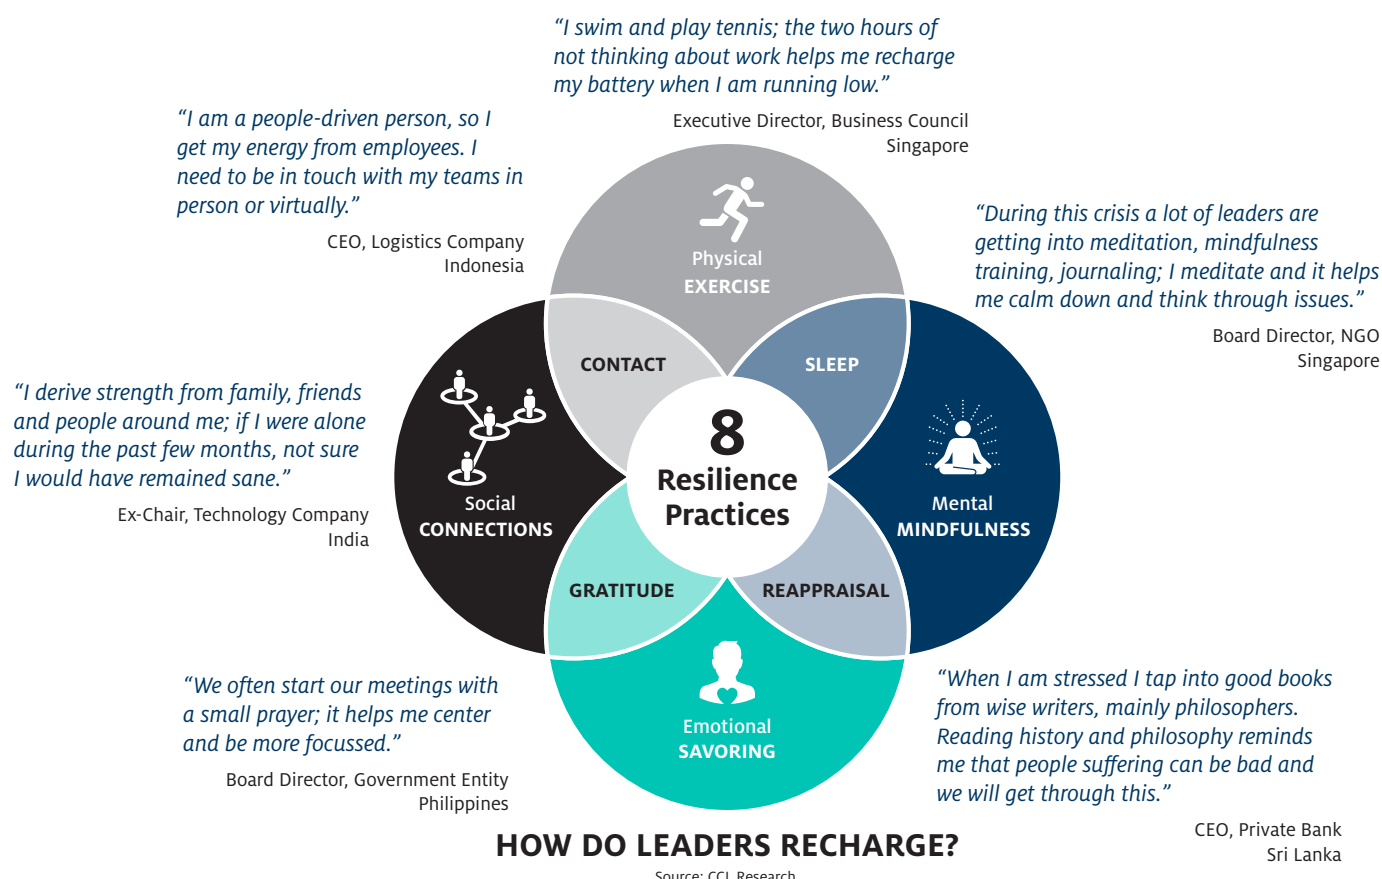 “I swim and play tennis; the two hours of
not thinking about work helps me recharge
my battery when I am running low.”
Executive Director, Business Council
Singapore
“I am a people-driven person, so I
get my energy from employees. I
need to be in touch with my teams in
person or virtually.”
CEO, Logistics Company
Indonesia
“During this crisis a lot of leaders are
getting into meditation, mindfulness
training, journaling; I meditate and it helps
me calm down and think through issues.”
Board Director, NGO
Singapore
“I derive strength from family, friends
and people around me; if I were alone
during the past few months, not sure
I would have remained sane.”
Ex-Chair, Technology Company
India
Physical
EXERCISE
CONTACT
SLEEP
8
Resilience
Practices
Social
CONNECTIONS
Mental
MINDFULNESS
GRATITUDE
REAPPRAISAL
Emotional
SAVORING
“We often start our meetings with
a small prayer; it helps me center
and be more focussed.”
Board Director, Government Entity
Philippines
“When I am stressed I tap into good books
from wise writers, mainly philosophers.
Reading history and philosophy reminds
me that people suffering can be bad and
we will get through this.”
CEO, Private Bank
Sri Lanka
HOW DO LEADERS RECHARGE?
Source: CCL Research